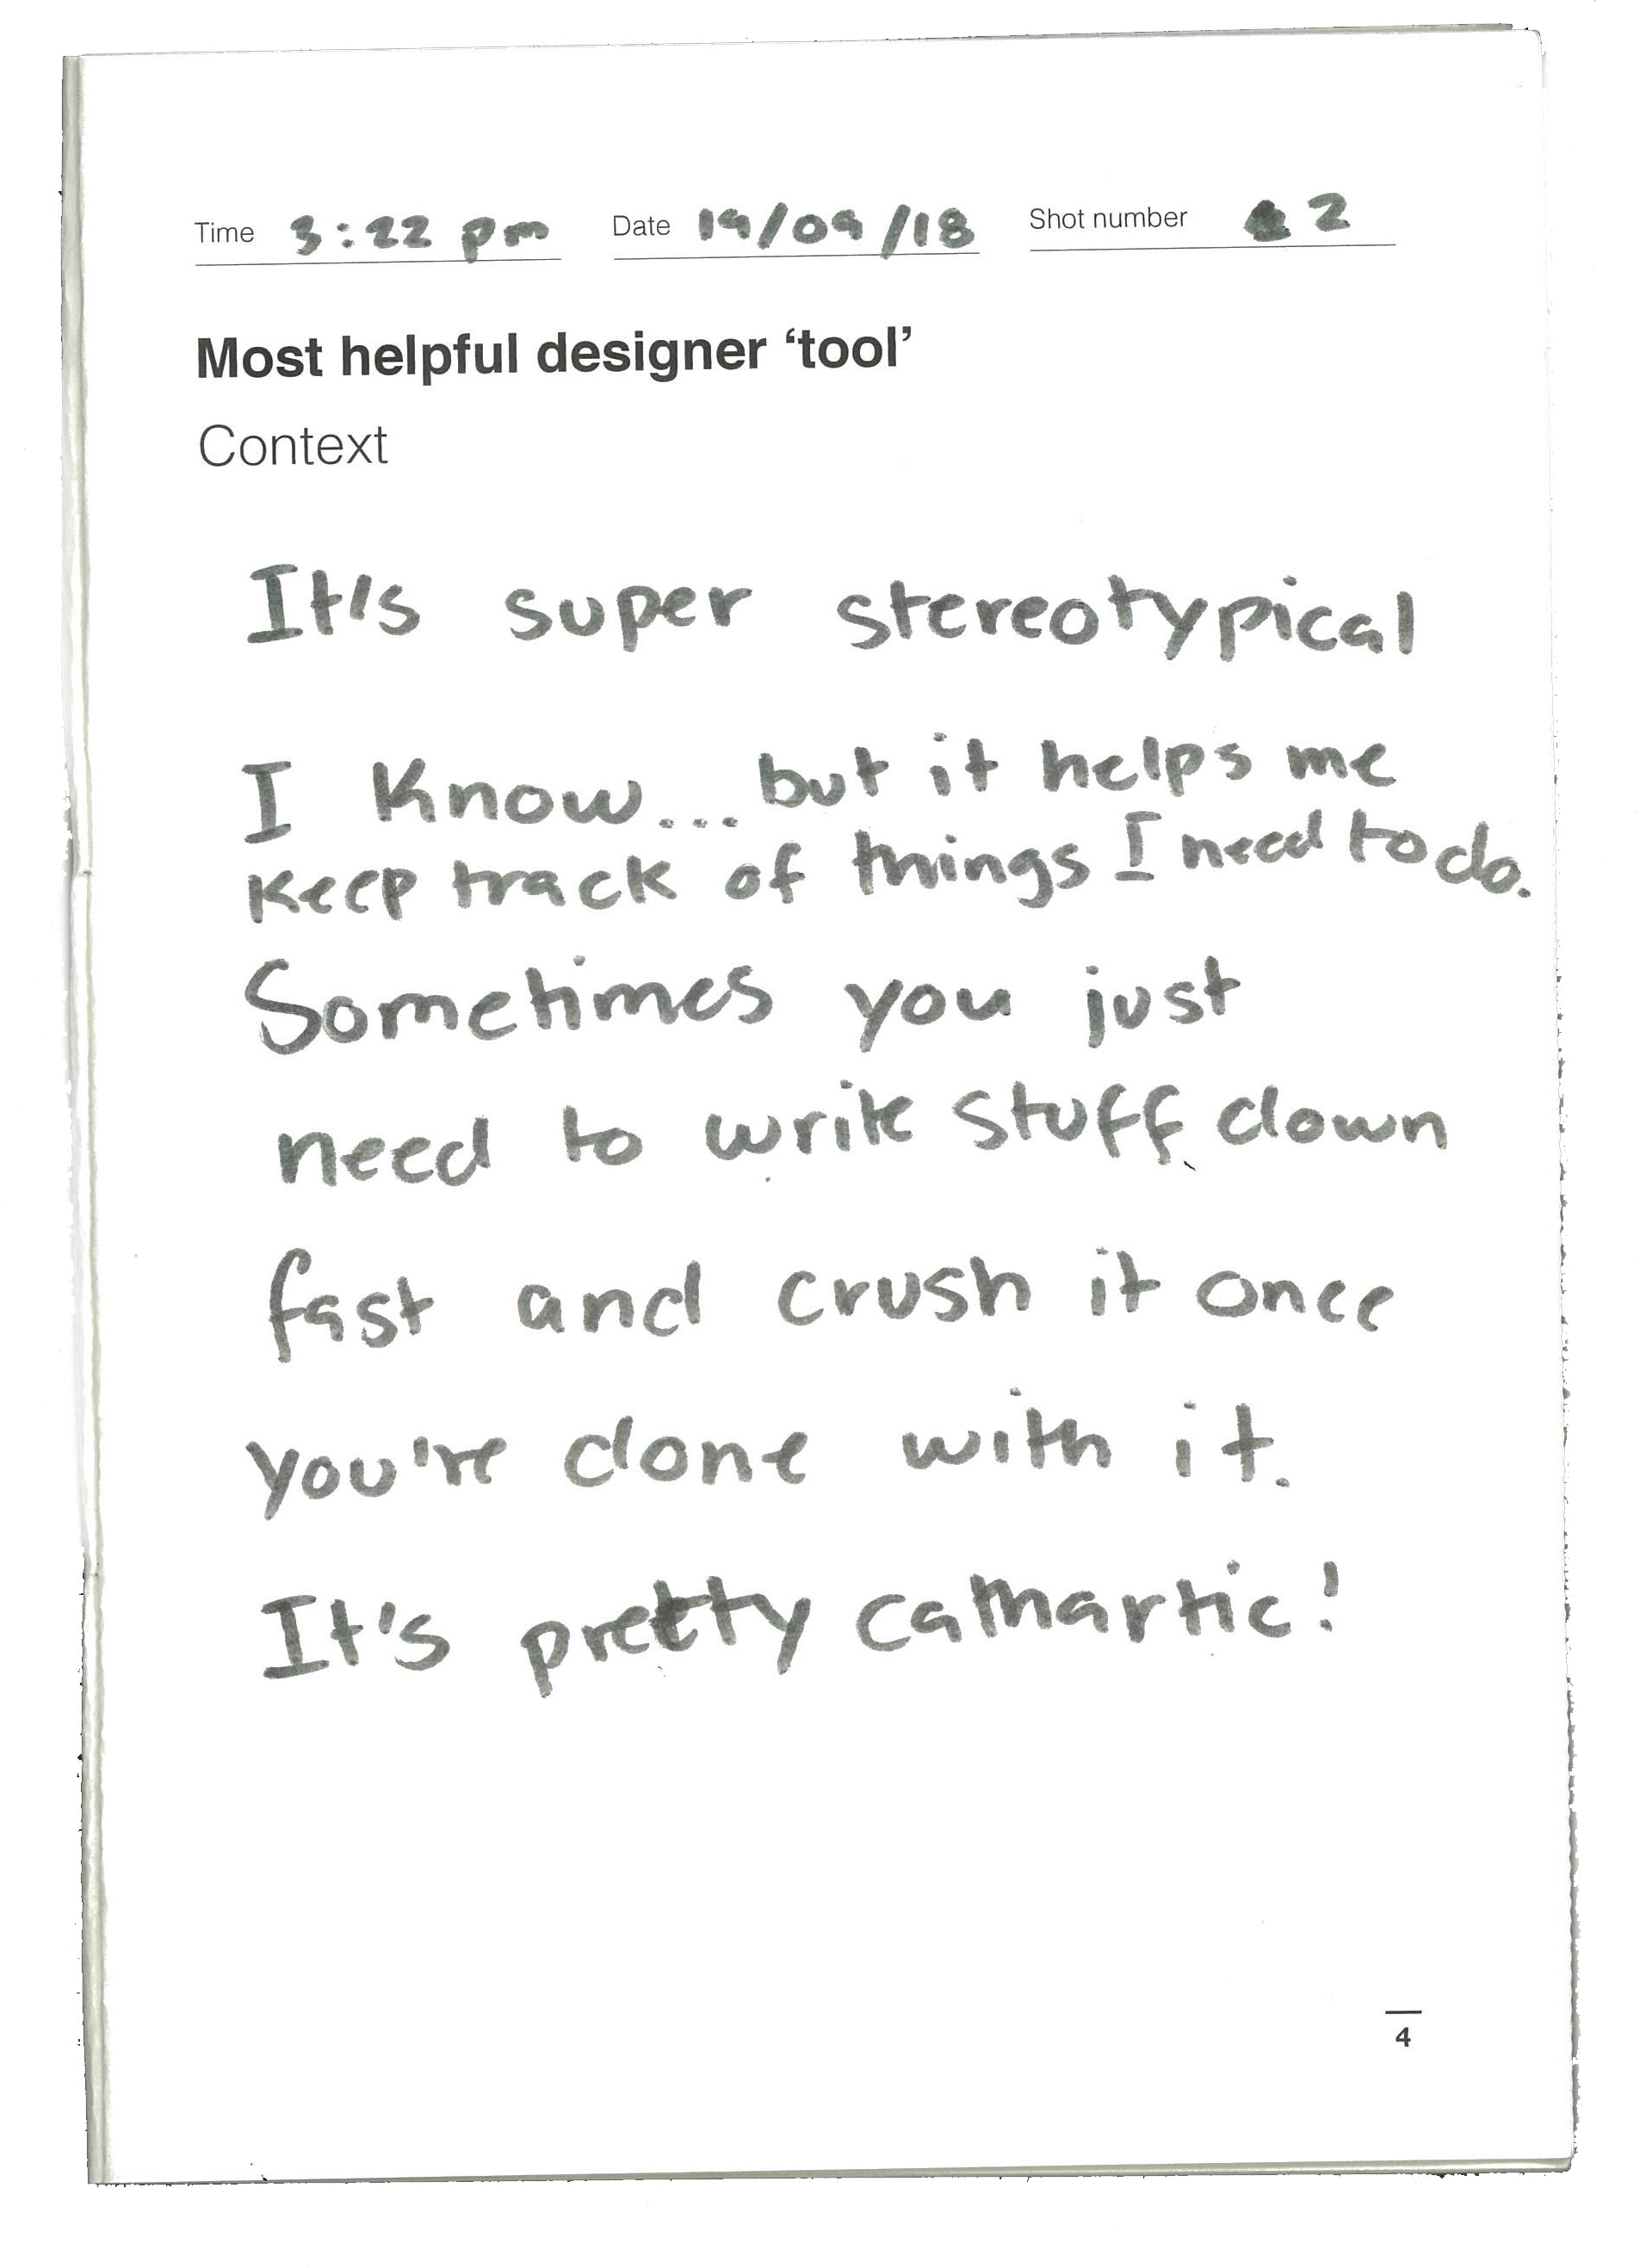 Time 3:22 pm Date 19/09/18 Shot number 2
Most helpful designer ‘tool’
Context
It's super stereotypical
I know... but it helps me
keep track of things I need to do.
Sometimes you just
need to write stuff down
fast and crush it once
you're done with it.
It's pretty cathartic!
4